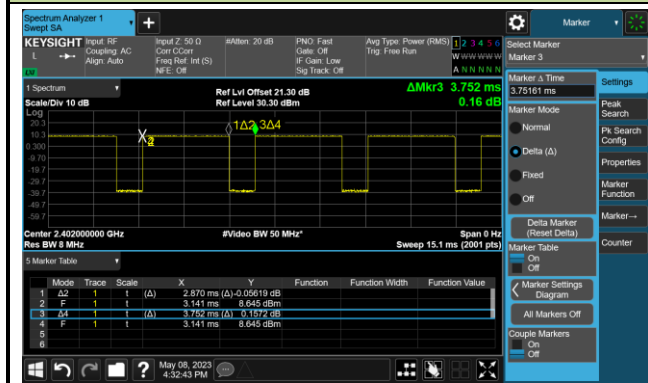 Spectrum Analyzer 1
Swept SA
+
Marker
KEYSIGHT Input: RF Input Z: 50 Ω #Atten: 20 dB PNO: Fast Avg Type: Power (RMS) 1 2 3 4 5 6
L Coupling: AC Corr CCorr Gate: Off Trig: Free Run W W W W W W
Align: Auto Freq Ref: Int (S) IF Gain: Low
NFE: Off Sig Track: Off A N N N N N
Select Marker
Marker 3
1 Spectrum
Ref Lvl Offset 21.30 dB
ΔMkr3 3.752 ms
Scale/Div 10 dB Ref Level 30.30 dBm 0.16 dB
Log
20.3
10.3
0.300
-9.70
-19.7
-29.7
-39.7
-49.7
-59.7
X2
1Δ2 3Δ4
Center 2.402000000 GHz #Video BW 50 MHz* Span 0 Hz
Res BW 8 MHz Sweep 15.1 ms (2001 pts)
5 Marker Table
Mode Trace Scale X Y Function Function Width Function Value
1 Δ2 1 t (Δ) 2.870 ms (Δ) -0.05619 dB
2 F 1 t 3.141 ms 8.645 dBm
3 Δ4 1 t (Δ) 3.752 ms (Δ) 0.1572 dB
4 F 1 t 3.141 ms 8.645 dBm
5
6
Marker Δ Time
3.75161 ms
Marker Mode
Normal
Delta (Δ)
Fixed
Off
Delta Marker
(Reset Delta)
Marker Table
On
Off
Marker Settings
Diagram
All Markers Off
Couple Markers
On
Off
Settings
Peak
Search
Pk Search
Config
Properties
Marker
Function
Marker→
Counter
? May 08, 2023
4:32:43 PM